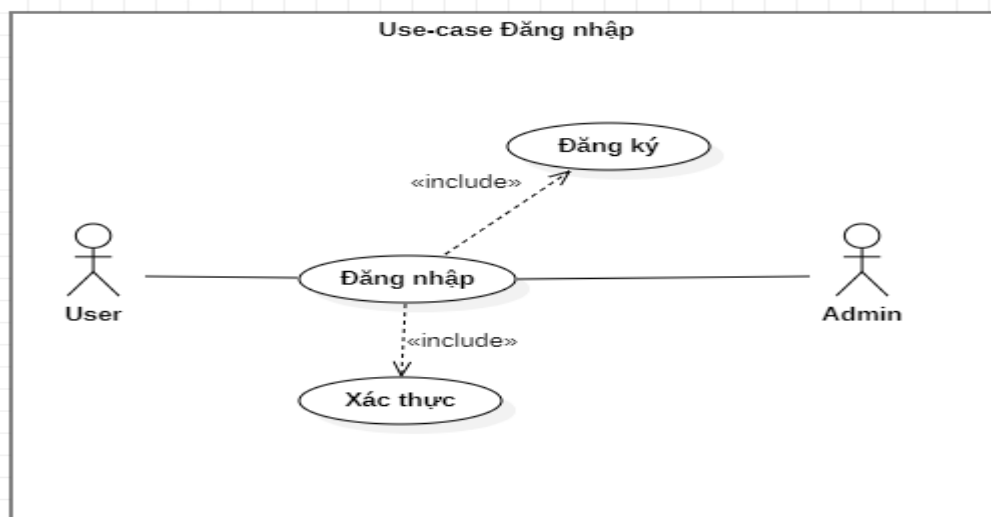 Use-case Đăng nhập
Đăng ký
«include»
Đăng nhập
User
Admin
«include»
Xác thực